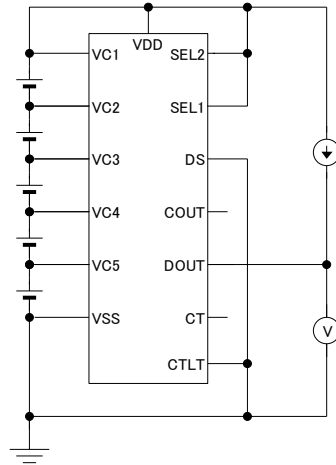 VDD
VC1 SEL2
VC2 SEL1
VC3 DS
VC4 COUT
VC5 DOUT
VSS CT
CTLT
V